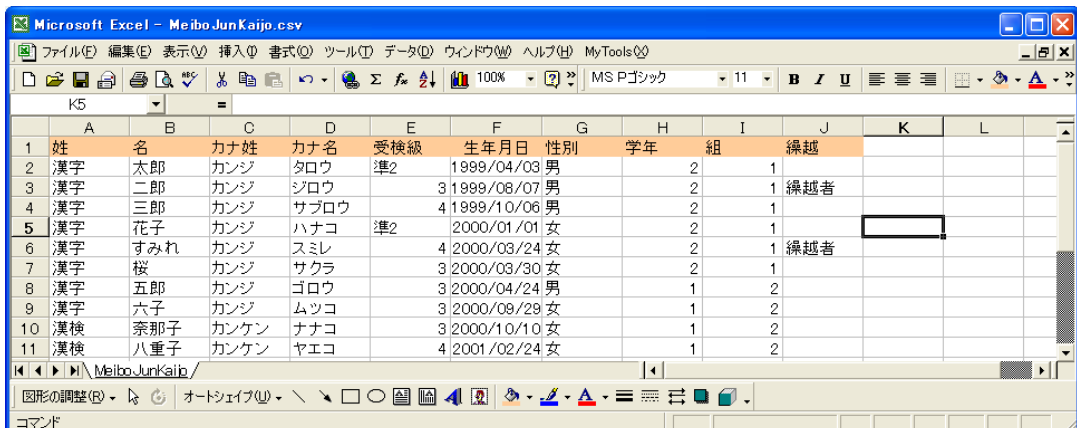 Microsoft Excel - MeiboJunKaijo.csv
ファイル(F) 編集(E) 表示(V) 挿入(I) 書式(O) ツール(T) データ(D) ウィンドウ(W) ヘルプ(H) MyTools(X)
100% MS Pゴシック 11 B I U
K5 =
A B C D E F G H I J K L
1 姓 名 カナ姓 カナ名 受検級 生年月日 性別 学年 組 繰越
2 漢字 太郎 カンジ タロウ 準2 1999/04/03 男 2 1
3 漢字 二郎 カンジ ジロウ 3 1999/08/07 男 2 1 繰越者
4 漢字 三郎 カンジ サブロウ 4 1999/10/06 男 2 1
5 漢字 花子 カンジ ハナコ 準2 2000/01/01 女 2 1
6 漢字 すみれ カンジ スミレ 4 2000/03/24 女 2 1 繰越者
7 漢字 桜 カンジ サクラ 3 2000/03/30 女 2 1
8 漢字 五郎 カンジ ゴロウ 3 2000/04/24 男 1 2
9 漢字 六子 カンジ ムツコ 3 2000/09/29 女 1 2
10 漢検 奈那子 カンケン ナナコ 3 2000/10/10 女 1 2
11 漢検 八重子 カンケン ヤエコ 4 2001/02/24 女 1 2
MeiboJunKaijo
図形の調整(R) オートシェイプ(U)
コマンド